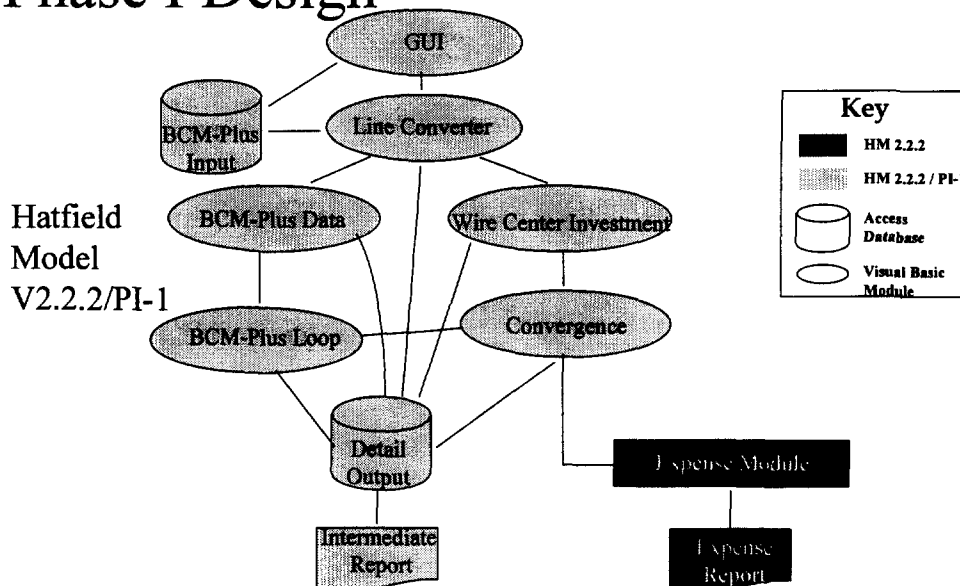 Phase I Design
GUI
BCM-Plus
Input
Line Converter
Key
HM 2.2.2
HM 2.2.2 / PI-1
Access
Database
Visual Basic
Module
Hatfield
Model
V2.2.2/PI-1
BCM-Plus Data
Wire Center Investment
BCM-Plus Loop
Convergence
Detail
Output
Expense Module
Intermediate
Report
Expense
Report